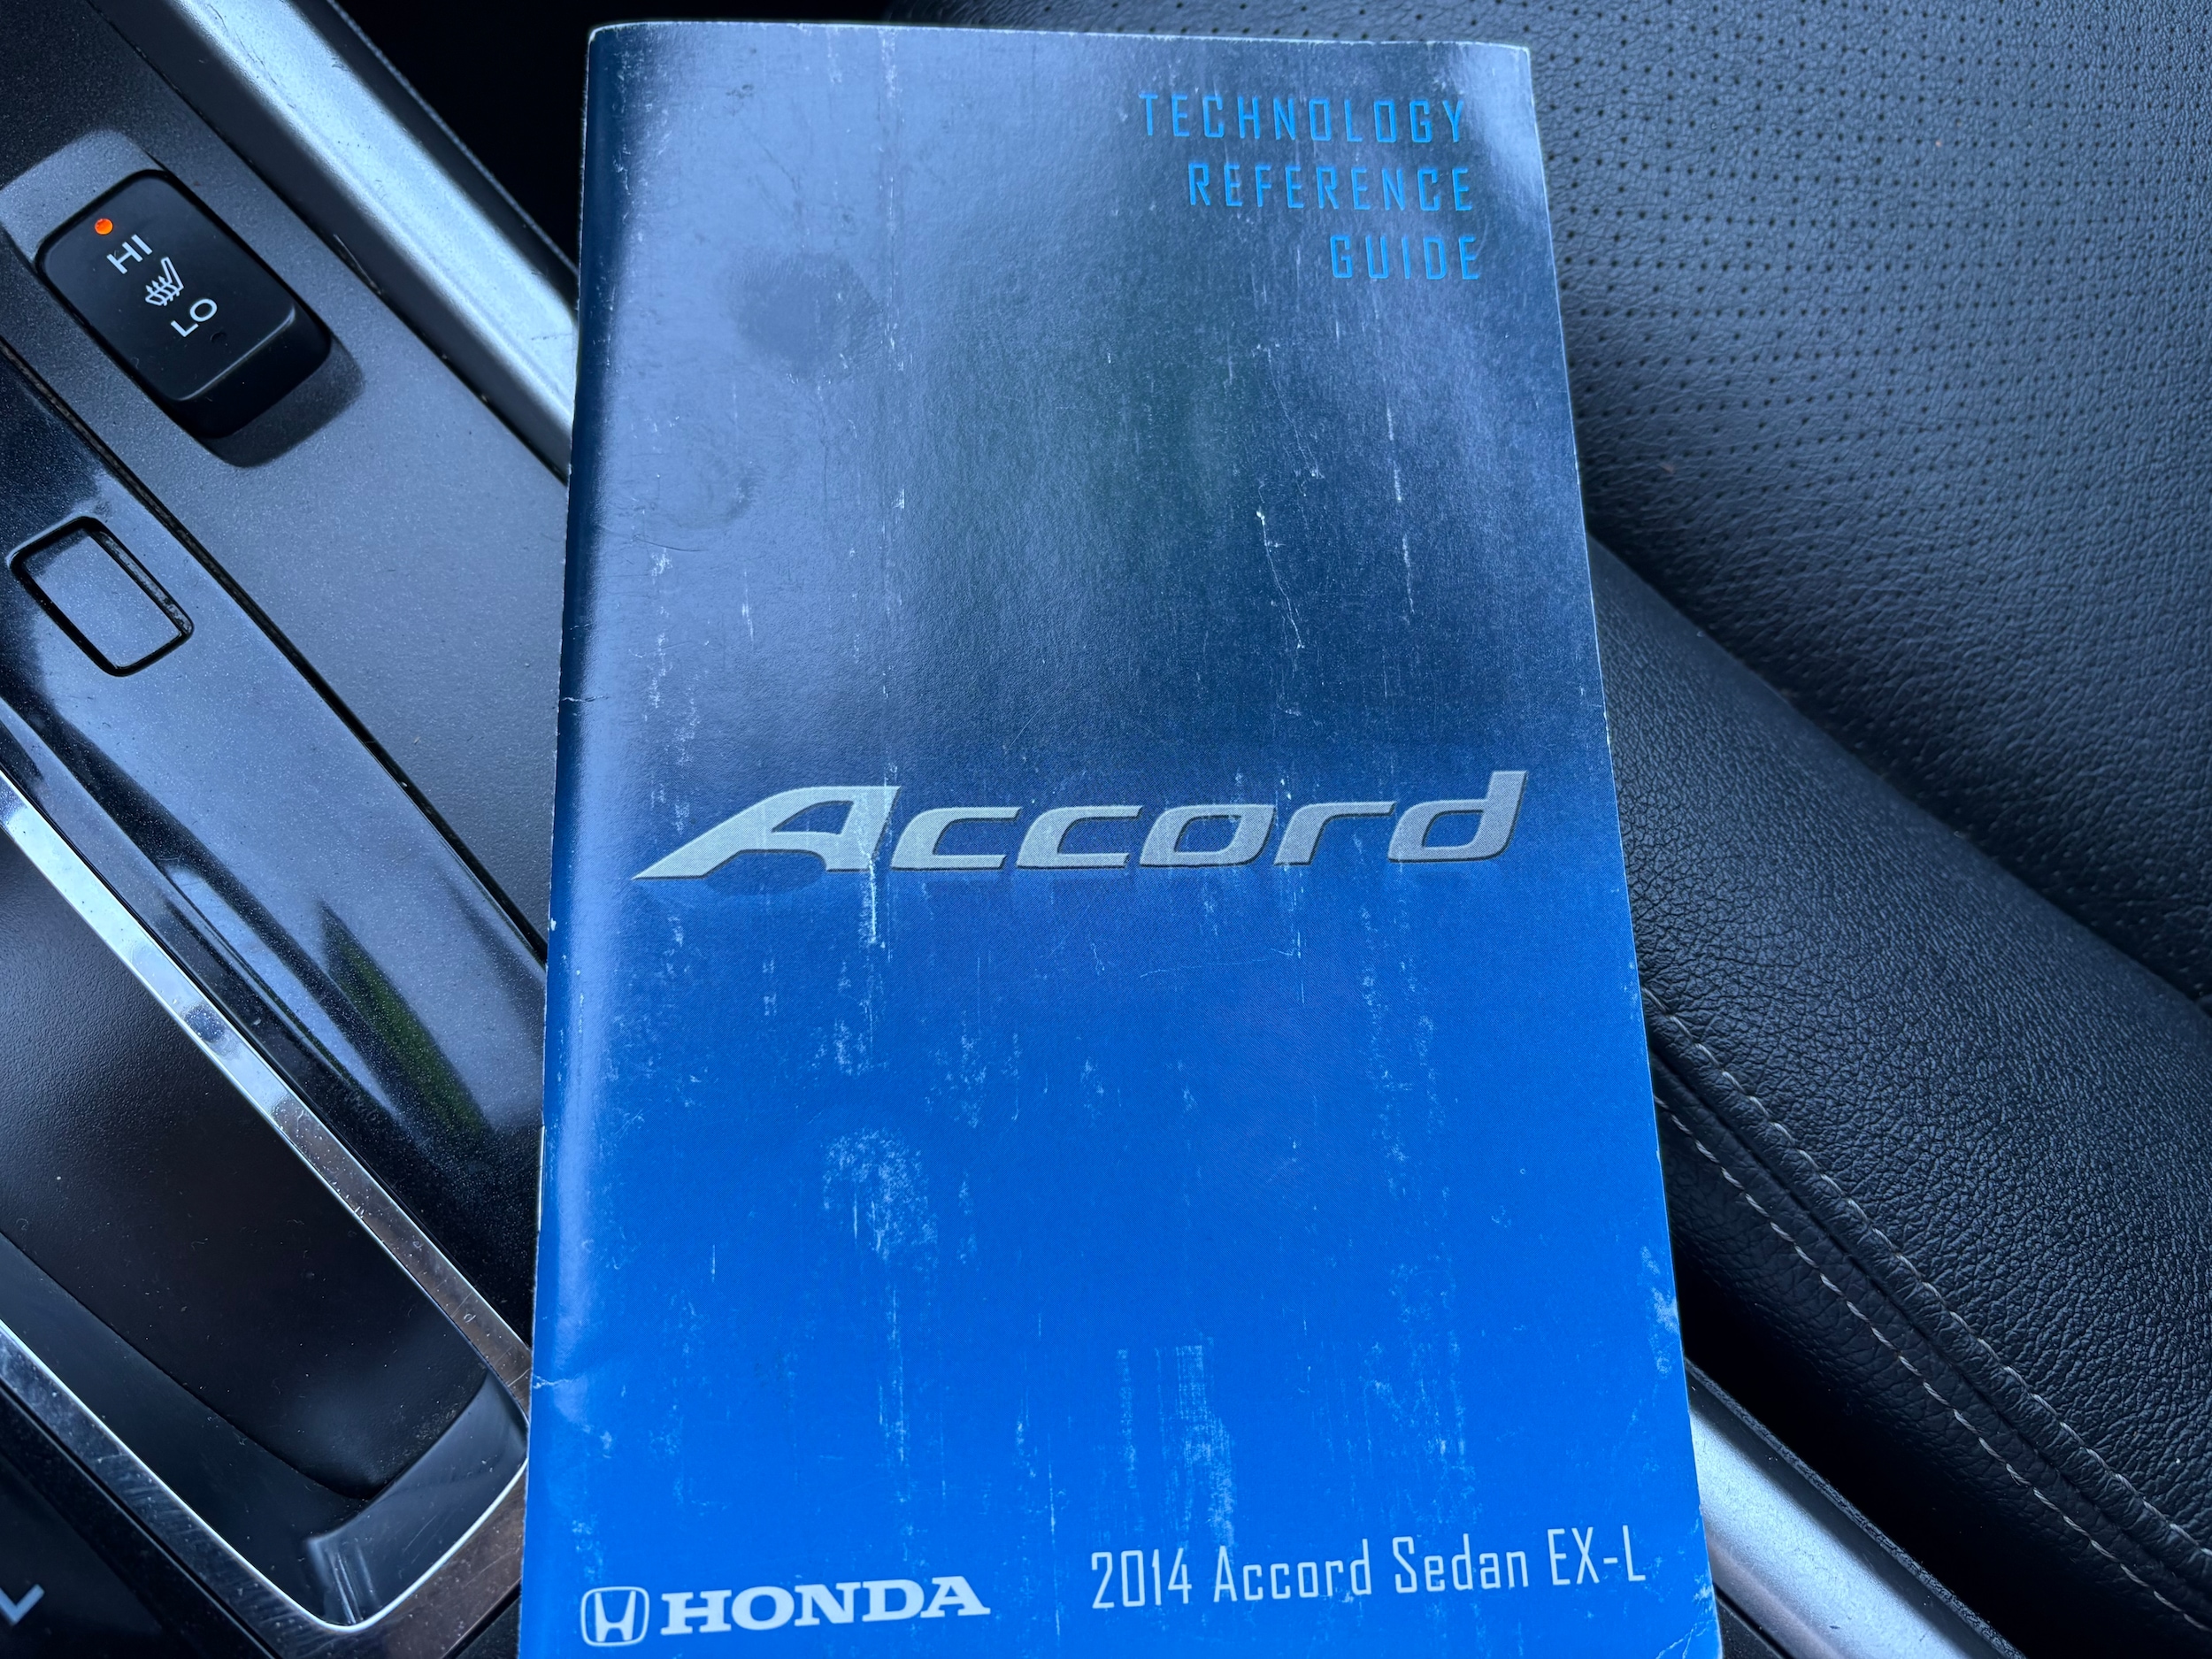 TECHNOLOGY
REFERENCE
GUIDE
HI
LO
Accord
HONDA
2014 Accord Sedan EX-L
L